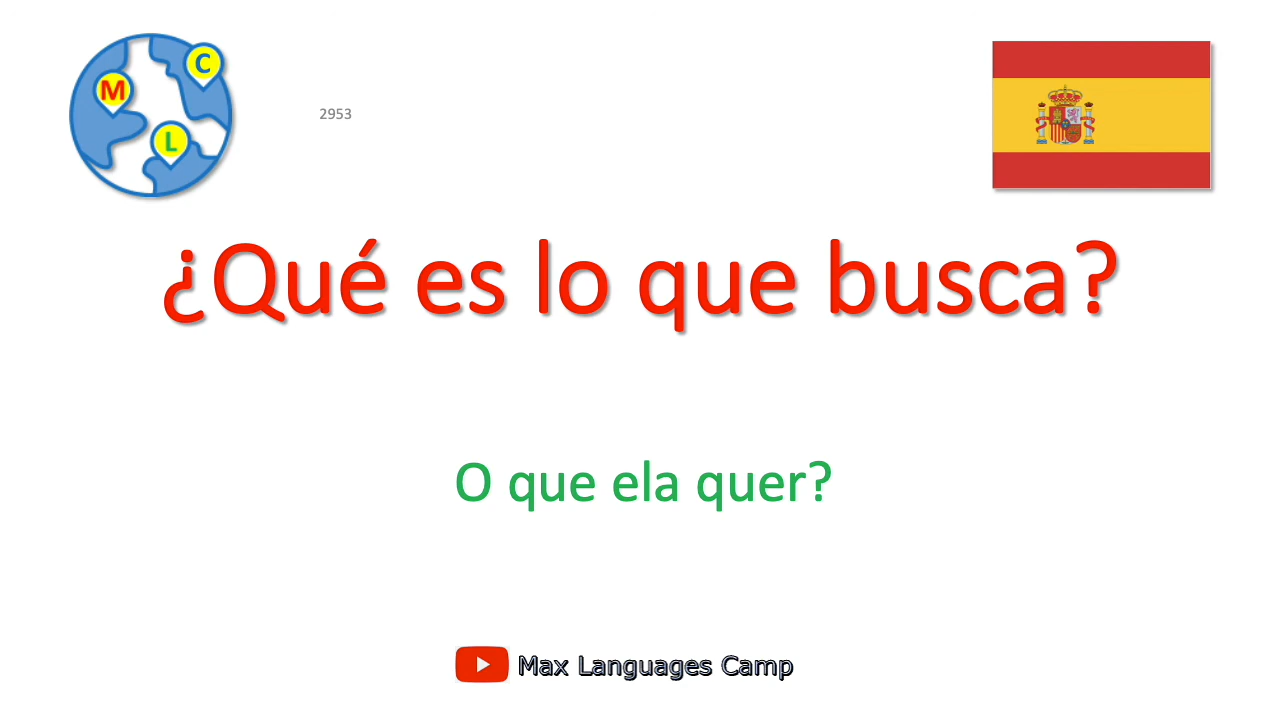 M
C
L
2953
¿Qué es lo que busca?
O que ela quer?
Max Languages Camp